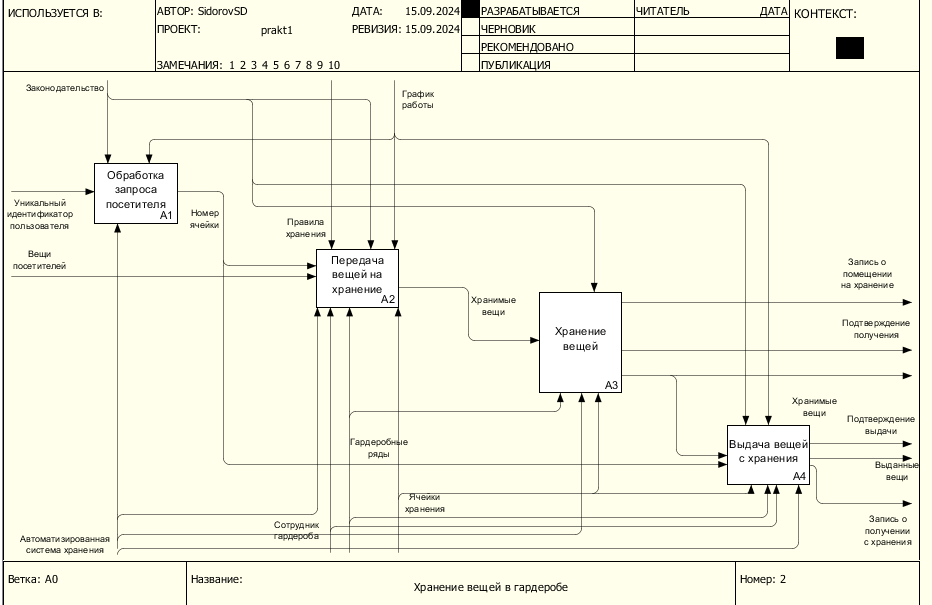 ИСПОЛЬЗУЕТСЯ В:
АВТОР: SidorovSD
ДАТА: 15.09.2024
РАЗРАБАТЫВАЕТСЯ
ЧИТАТЕЛЬ
ДАТА
КОНТЕКСТ:
ПРОЕКТ: prakt1
РЕВИЗИЯ: 15.09.2024
ЧЕРНОВИК
РЕКОМЕНДОВАНО
ЗАМЕЧАНИЯ: 1 2 3 4 5 6 7 8 9 10
ПУБЛИКАЦИЯ
Законодательство
График
работы
Обработка
запроса
посетителя
A1
Уникальный
идентификатор
пользователя
Номер
ячейки
Правила
хранения
Вещи
посетителей
Передача
вещей на
хранение
A2
Запись о
помещении
на хранение
Хранимые
вещи
Хранение
вещей
A3
Подтверждение
получения
Хранимые
вещи
Подтверждение
выдачи
Гардеробные
ряды
Выдача вещей
с хранения
A4
Выданные
вещи
Ячейки
хранения
Сотрудник
гардероба
Запись о
получении
с хранения
Автоматизированная
система хранения
Ветка: A0
Название:
Хранение вещей в гардеробе
Номер: 2